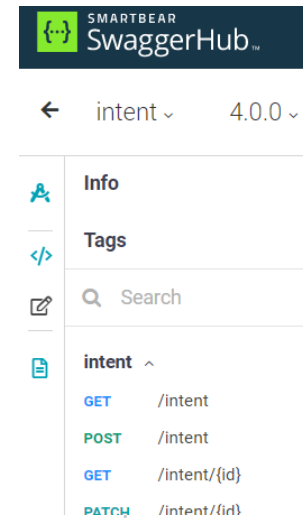 SMARTBEAR
SwaggerHub™
intent 4.0.0
Info
Tags
</>
Search
intent
GET /intent
POST /intent
GET /intent/{id}
PATCH /intent/{id}